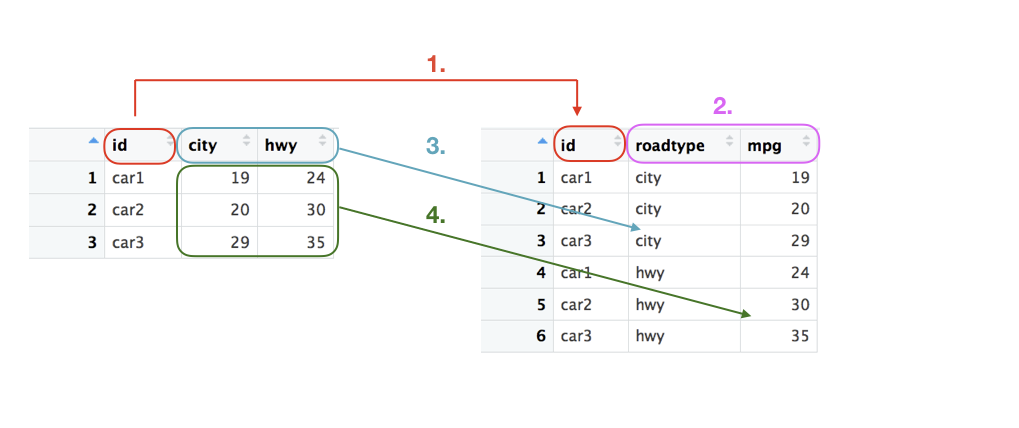 1.
2.
3.
4.
id city hwy
1 car1 19 24
2 car2 20 30
3 car3 29 35
id roadtype mpg
1 car1 city 19
2 car2 city 20
3 car3 city 29
4 car1 hwy 24
5 car2 hwy 30
6 car3 hwy 35